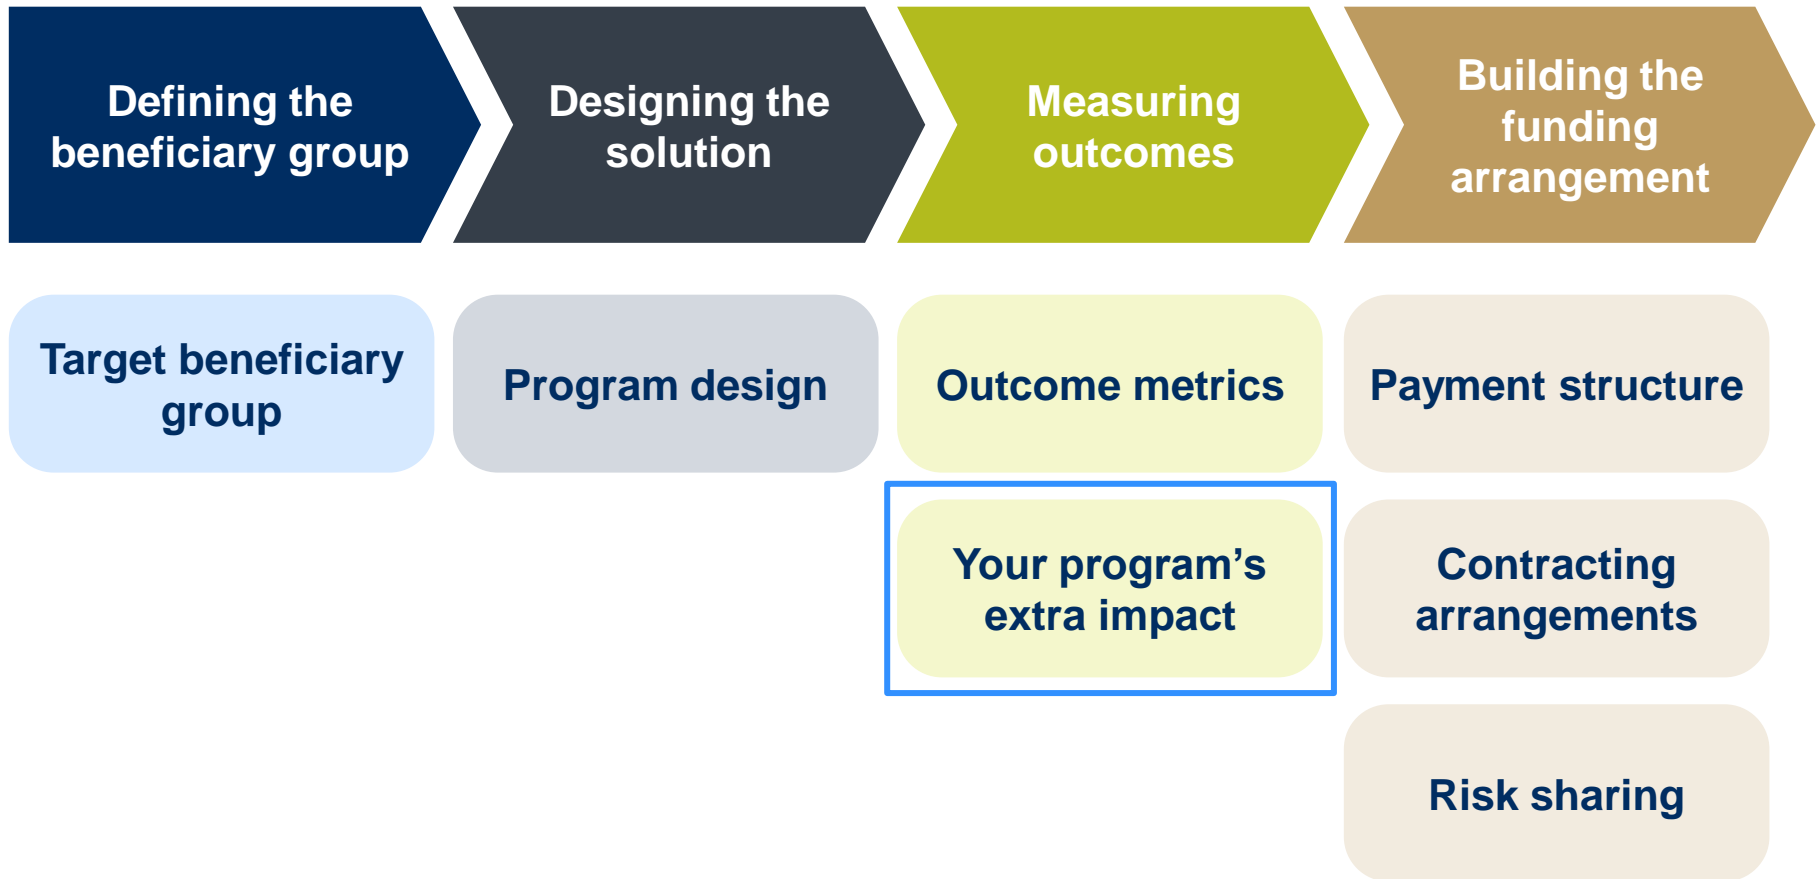 Defining the
beneficiary group
Designing the
solution
Measuring
outcomes
Building the
funding
arrangement
Target beneficiary
group
Program design
Outcome metrics
Payment structure
Your program’s
extra impact
Contracting
arrangements
Risk sharing